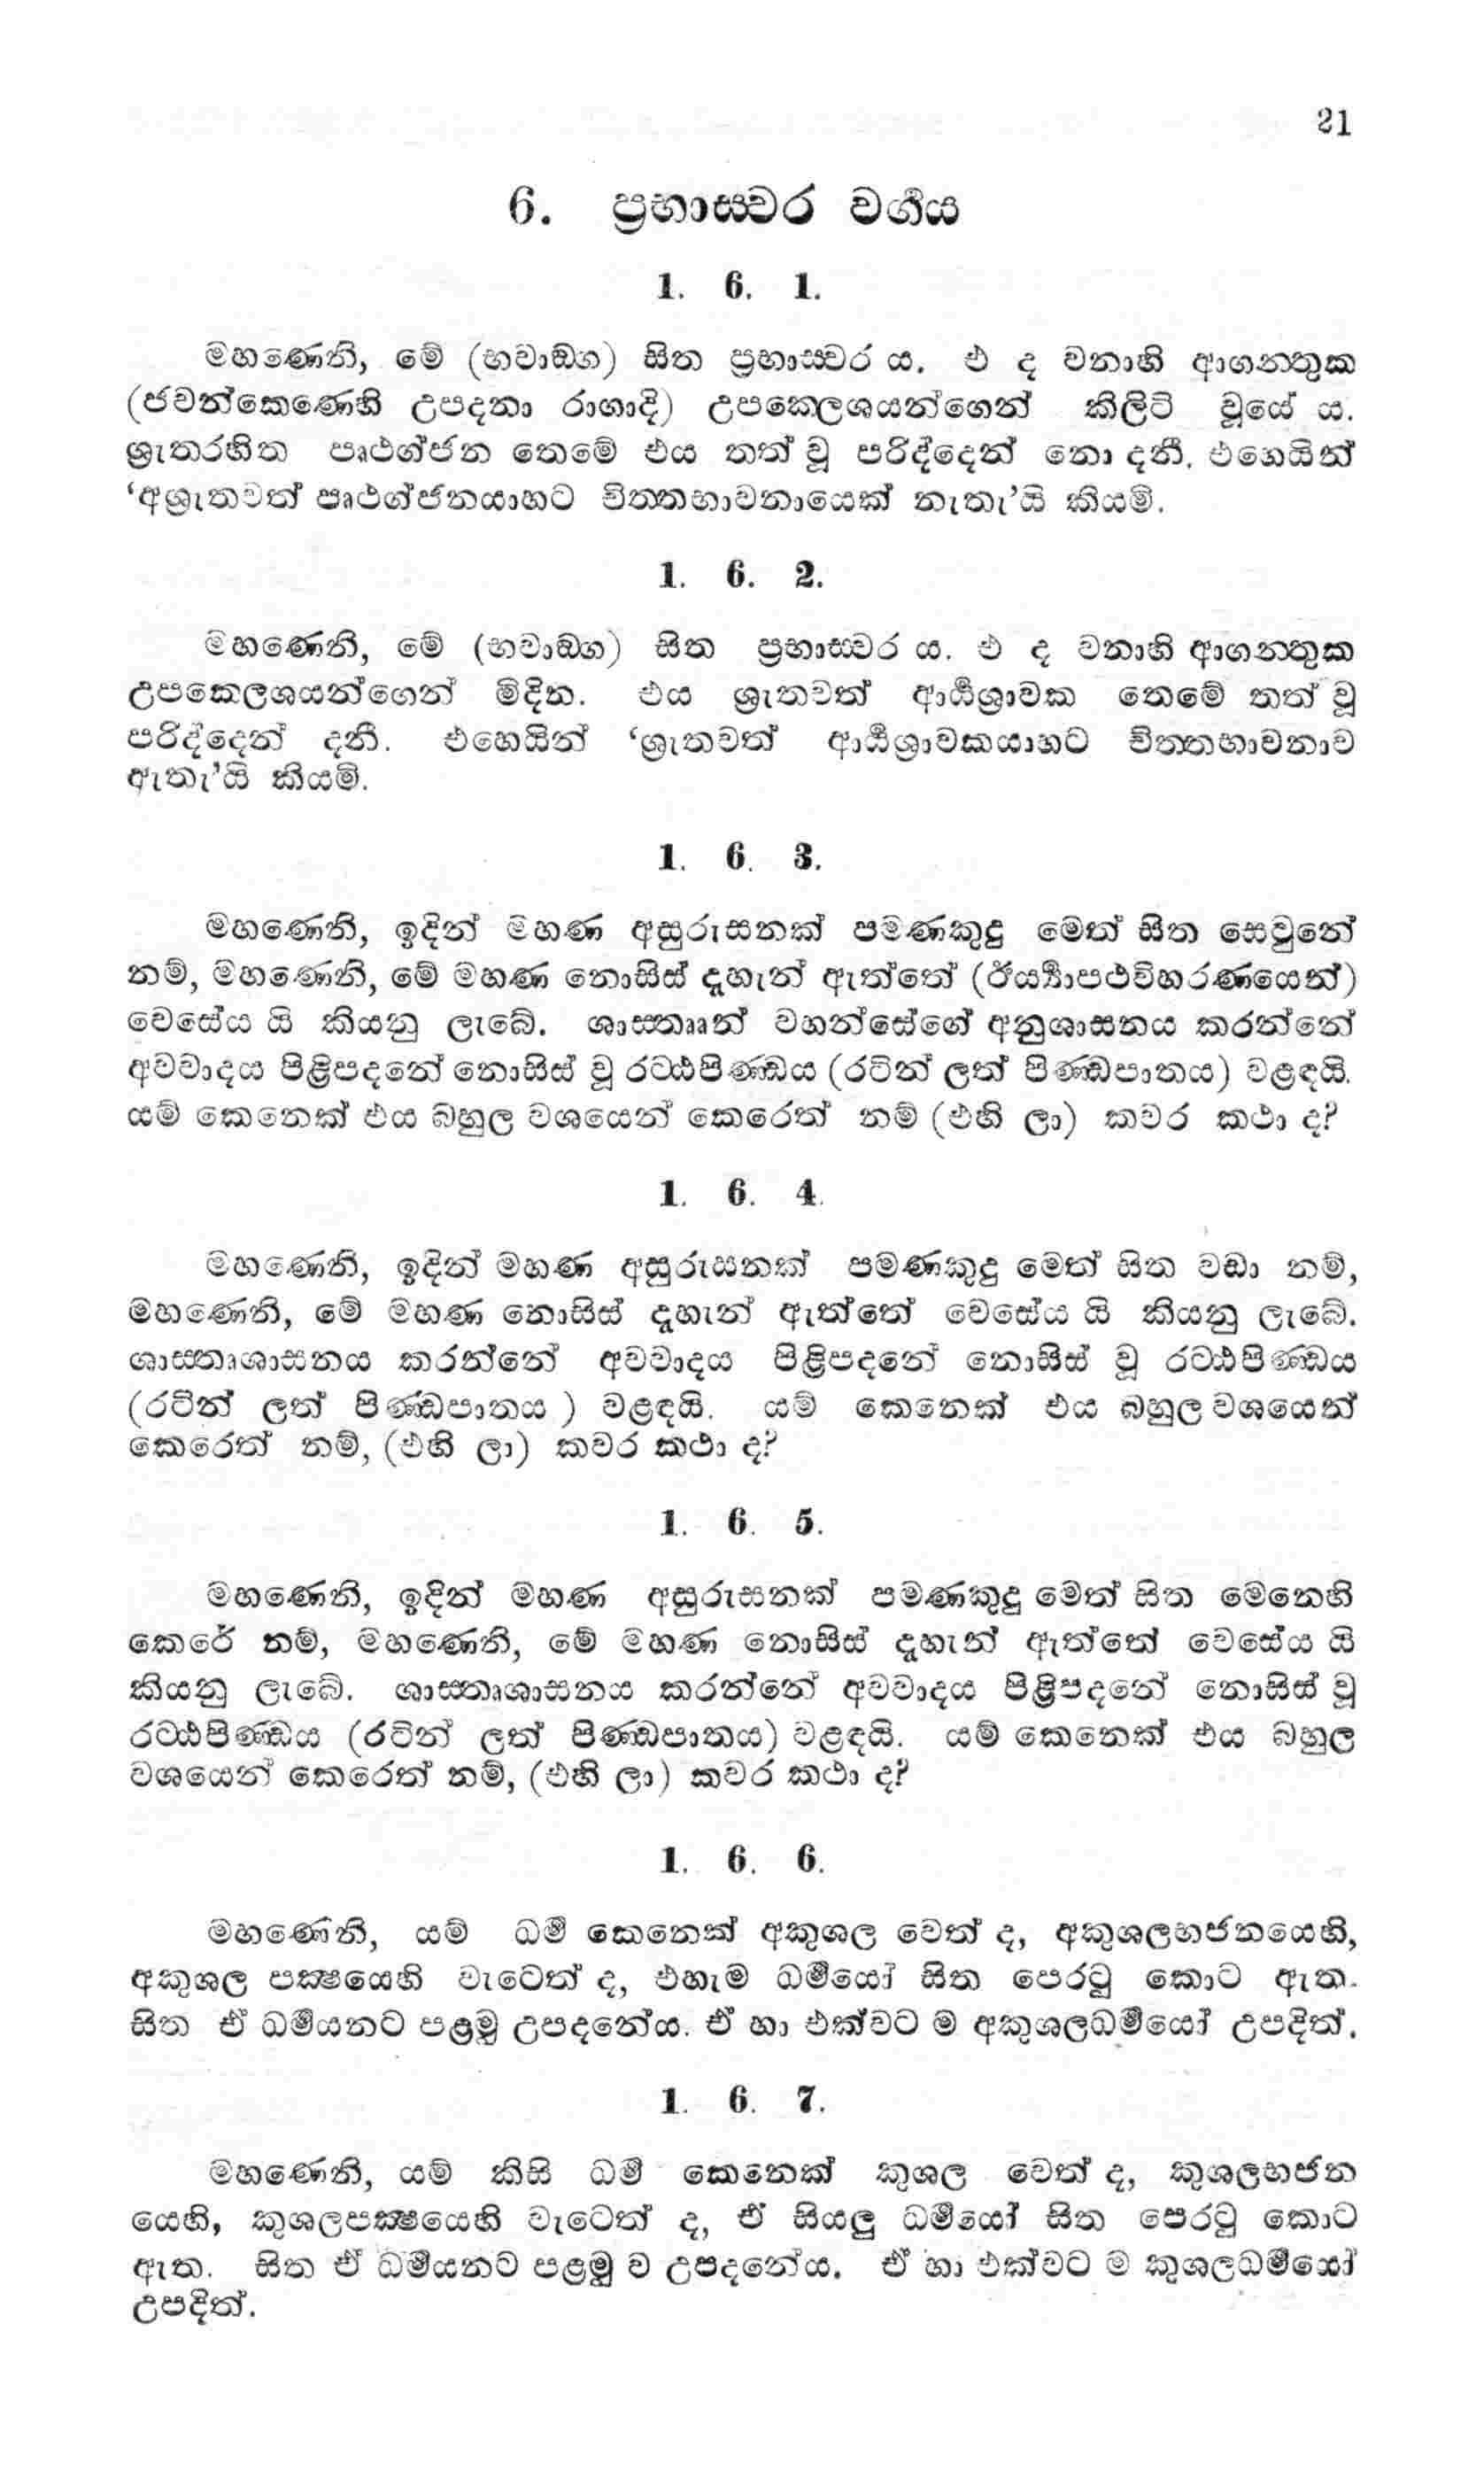 21
6. ප්‍රභාස්වර වර්ගය
1. 6. 1.
මහණෙනි, මේ (භවාඞ්ග) සිත ප්‍රභාස්වර ය. එ ද වනාහි ආගන්තුක
(ජවන්කෙණෙහි උපදනා රාගාදි) උපක්ලෙශයන්ගෙන් කිලිටි වූයේ ය.
ශ්‍රැතරහිත පෘථග්ජන තෙමේ එය තත් වූ පරිද්දෙන් නො දනී. එහෙයින්
‘අශ්‍රැතවත් පෘථග්ජනයාහට චිත්තභාවනායෙක් නැතැ’යි කියමි.
1. 6. 2.
මහණෙනි, මේ (භවාඞ්ග) සිත ප්‍රභාස්වර ය. එ ද වනාහි ආගන්තුක
උපක්ලෙශයන්ගෙන් මිදින. එය ශ්‍රැතවත් ආර්‍ය්‍යශ්‍රාවක තෙමේ තත් වූ
පරිද්දෙන් දනී. එහෙයින් ‘ශ්‍රැතවත් ආර්‍ය්‍යශ්‍රාවකයාහට චිත්තභාවනාව
ඇතැ’යි කියමි.
1. 6. 3.
මහණෙනි, ඉදින් මහණ අසුරුසනක් පමණකුදු මෙත් සිත සෙවුනේ
නම්, මහණෙනි, මේ මහණ නොසිස් දැහැන් ඇත්තේ (ඊර්‍ය්‍යාපථවිහරණයෙන්)
වෙසේය යි කියනු ලැබේ. ශාස්තෲන් වහන්සේගේ අනුශාසනය කරන්නේ
අවවාදය පිළිපදනේ නොසිස් වූ රට්ඨපිණ්ඩය (රටින් ලත් පිණ්ඩපාතය) වළඳයි.
යම් කෙනෙක් එය බහුල වශයෙන් කෙරෙත් නම් (එහි ලා) කවර කථා ද?
1. 6. 4.
මහණෙනි, ඉදින් මහණ අසුරුසනක් පමණකුදු මෙත් සිත වඩා නම්,
මහණෙනි, මේ මහණ නොසිස් දැහැන් ඇත්තේ වෙසේය යි කියනු ලැබේ.
ශාස්තෘශාසනය කරන්නේ අවවාදය පිළිපදනේ නොසිස් වූ රට්ඨපිණ්ඩය
(රටින් ලත් පිණ්ඩපාතය) වළඳයි. යම් කෙනෙක් එය බහුල වශයෙන්
කෙරෙත් නම්, (එහි ලා) කවර කථා ද?
1. 6. 5.
මහණෙනි, ඉදින් මහණ අසුරුසනක් පමණකුදු මෙත් සිත මෙනෙහි
කෙරේ නම්, මහණෙනි, මේ මහණ නොසිස් දැහැන් ඇත්තේ වෙසේය යි
කියනු ලැබේ. ශාස්තෘශාසනය කරන්නේ අවවාදය පිළිපදනේ නොසිස් වූ
රට්ඨපිණ්ඩය (රටින් ලත් පිණ්ඩපාතය) වළඳයි. යම් කෙනෙක් එය බහුල
වශයෙන් කෙරෙත් නම්, (එහි ලා) කවර කථා ද?
1. 6. 6.
මහණෙනි, යම් ධර්ම කෙනෙක් අකුශල වෙත් ද, අකුශලභජනයෙහි,
අකුශල පක්ෂයෙහි වැටෙත් ද, එහැම ධර්මයෝ සිත පෙරටු කොට ඇත.
සිත ඒ ධර්මයනට පළමු උපදනේය. ඒ හා එක්වට ම අකුශලධර්මයෝ උපදිත්.
1. 6. 7.
මහණෙනි, යම් කිසි ධර්ම කෙනෙක් කුශල වෙත් ද, කුශලභජන
යෙහි, කුශලපක්ෂයෙහි වැටෙත් ද, ඒ සියලු ධර්මයෝ සිත පෙරටු කොට
ඇත. සිත ඒ ධර්මයනට පළමු ව උපදනේය. ඒ හා එක්වට ම කුශලධර්මයෝ
උපදිත්.